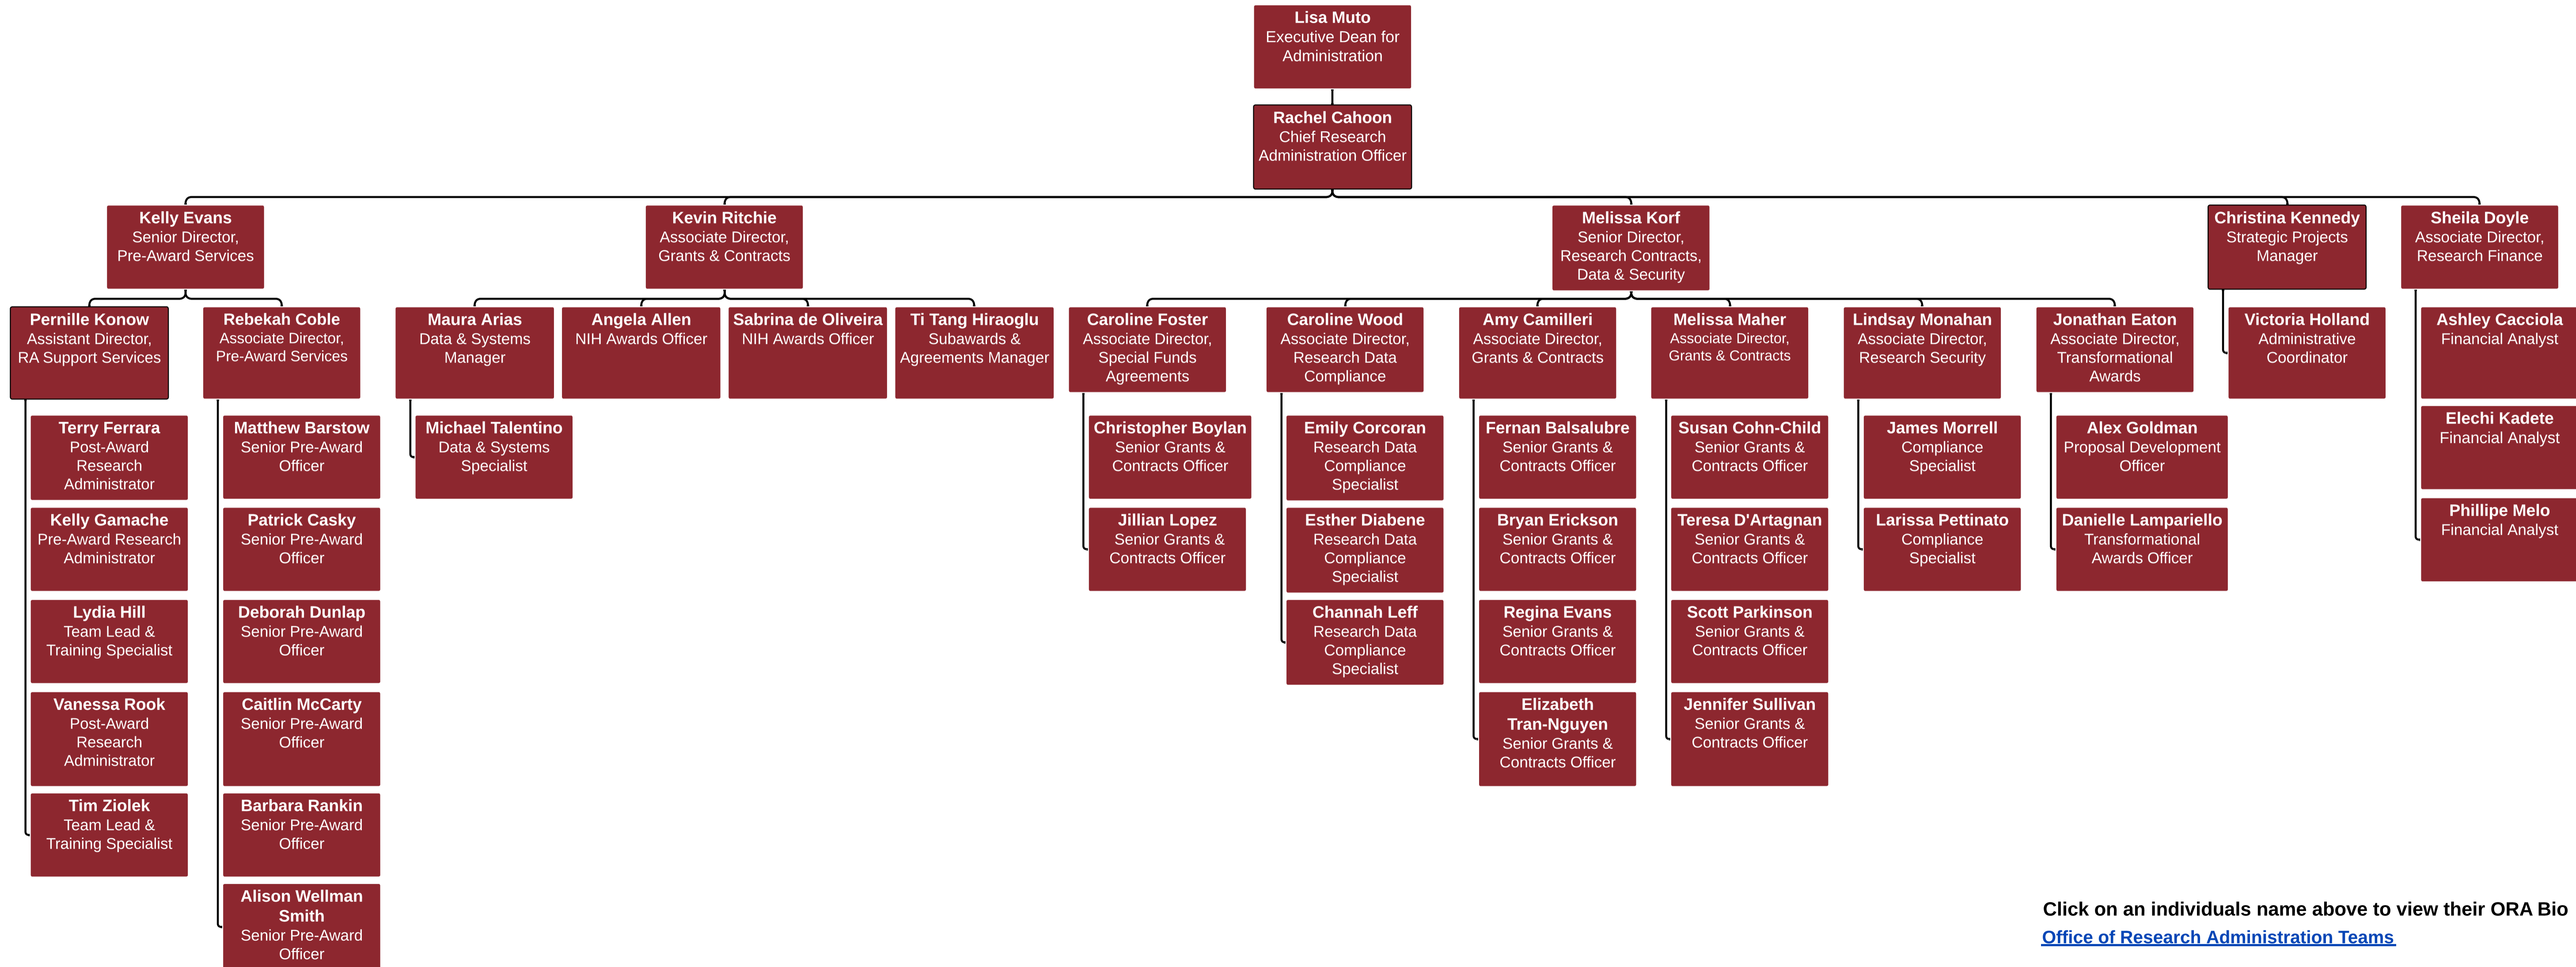 Lisa Muto
Executive Dean for
Administration
Rachel Cahoon
Chief Research
Administration Officer
Kelly Evans
Senior Director,
Pre-Award Services
Kevin Ritchie
Associate Director,
Grants & Contracts
Melissa Korf
Senior Director,
Research Contracts,
Data & Security
Christina Kennedy
Strategic Projects
Manager
Sheila Doyle
Associate Director,
Research Finance
Pernille Konow
Assistant Director,
RA Support Services
Rebekah Coble
Associate Director,
Pre-Award Services
Maura Arias
Data & Systems
Manager
Angela Allen
NIH Awards Officer
Sabrina de Oliveira
NIH Awards Officer
Ti Tang Hiraoglu
Subawards &
Agreements Manager
Caroline Foster
Associate Director,
Special Funds
Agreements
Caroline Wood
Associate Director,
Research Data
Compliance
Amy Camilleri
Associate Director,
Grants & Contracts
Melissa Maher
Associate Director,
Grants & Contracts
Lindsay Monahan
Associate Director,
Research Security
Jonathan Eaton
Associate Director,
Transformational
Awards
Victoria Holland
Administrative
Coordinator
Ashley Cacciola
Financial Analyst
Elechi Kadete
Financial Analyst
Phillipe Melo
Financial Analyst
Terry Ferrara
Post-Award
Research
Administrator
Kelly Gamache
Pre-Award Research
Administrator
Lydia Hill
Team Lead &
Training Specialist
Vanessa Rook
Post-Award
Research
Administrator
Tim Ziolek
Team Lead &
Training Specialist
Matthew Barstow
Senior Pre-Award
Officer
Patrick Casky
Senior Pre-Award
Officer
Deborah Dunlap
Senior Pre-Award
Officer
Caitlin McCarty
Senior Pre-Award
Officer
Barbara Rankin
Senior Pre-Award
Officer
Alison Wellman
Smith
Senior Pre-Award
Officer
Michael Talentino
Data & Systems
Specialist
Christopher Boylan
Senior Grants &
Contracts Officer
Jillian Lopez
Senior Grants &
Contracts Officer
Emily Corcoran
Research Data
Compliance
Specialist
Esther Diabene
Research Data
Compliance
Specialist
Channah Leff
Research Data
Compliance
Specialist
Fernan Balsalubre
Senior Grants &
Contracts Officer
Bryan Erickson
Senior Grants &
Contracts Officer
Regina Evans
Senior Grants &
Contracts Officer
Elizabeth
Tran-Nguyen
Senior Grants &
Contracts Officer
Susan Cohn-Child
Senior Grants &
Contracts Officer
Teresa D'Artagnan
Senior Grants &
Contracts Officer
Scott Parkinson
Senior Grants &
Contracts Officer
Jennifer Sullivan
Senior Grants &
Contracts Officer
James Morrell
Compliance
Specialist
Larissa Pettinato
Compliance
Specialist
Alex Goldman
Proposal Development
Officer
Danielle Lampariello
Transformational
Awards Officer
Click on an individuals name above to view their ORA Bio
Office of Research Administration Teams